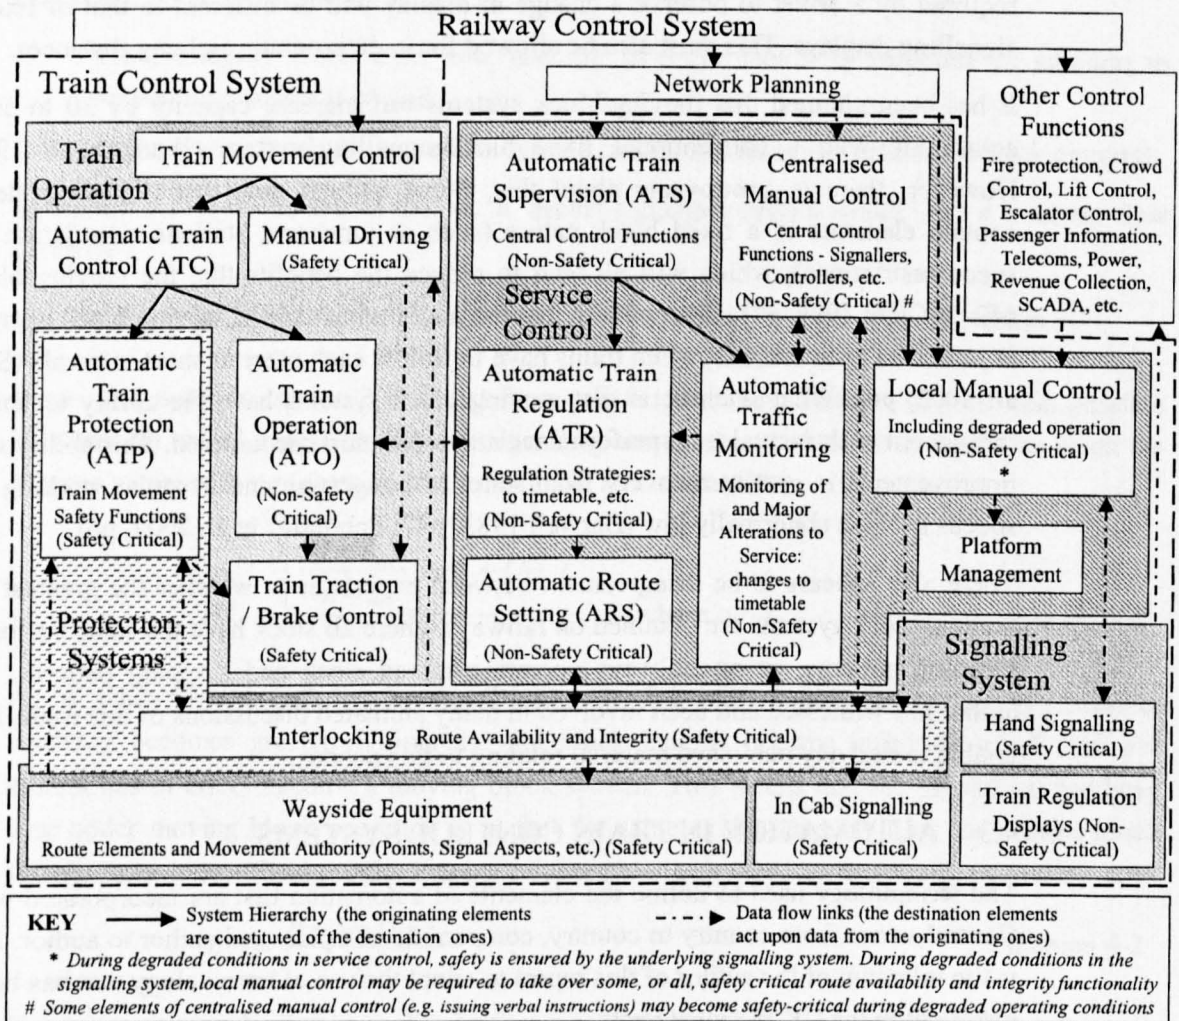 Railway Control System
Train Control System
Network Planning
Other Control
Functions
Fire protection, Crowd
Control, Lift Control,
Escalator Control,
Passenger Information,
Telecoms, Power,
Revenue Collection,
SCADA, etc.
Train
Operation
Train Movement Control
Automatic Train
Control (ATC)
Manual Driving
(Safety Critical)
Automatic Train
Supervision (ATS)
Central Control Functions
(Non-Safety Critical)
Centralised
Manual Control
Central Control
Functions - Signallers,
Controllers, etc.
(Non-Safety Critical) #
Service
Control
Automatic
Train
Protection
(ATP)
Train Movement
Safety Functions
(Safety Critical)
Automatic
Train
Operation
(ATO)
(Non-Safety
Critical)
Automatic Train
Regulation
(ATR)
Regulation Strategies:
to timetable, etc.
(Non-Safety Critical)
Automatic
Traffic
Monitoring
Monitoring of
and Major
Alterations to
Service:
changes to
timetable
(Non-Safety
Critical)
Local Manual Control
Including degraded operation
(Non-Safety Critical)
*
Platform
Management
Train Traction
/ Brake Control
(Safety Critical)
Automatic Route
Setting (ARS)
(Non-Safety Critical)
Protection
Systems
Signalling
System
Interlocking Route Availability and Integrity (Safety Critical)
Hand Signalling
(Safety Critical)
Wayside Equipment
Route Elements and Movement Authority (Points, Signal Aspects, etc.) (Safety Critical)
In Cab Signalling
(Safety Critical)
Train Regulation
Displays (Non-
Safety Critical)
KEY
System Hierarchy (the originating elements
are constituted of the destination ones)
Data flow links (the destination elements
act upon data from the originating ones)
* During degraded conditions in service control, safety is ensured by the underlying signalling system. During degraded conditions in the
signalling system,local manual control may be required to take over some, or all, safety critical route availability and integrity functionality
# Some elements of centralised manual control (e.g. issuing verbal instructions) may become safety-critical during degraded operating conditions